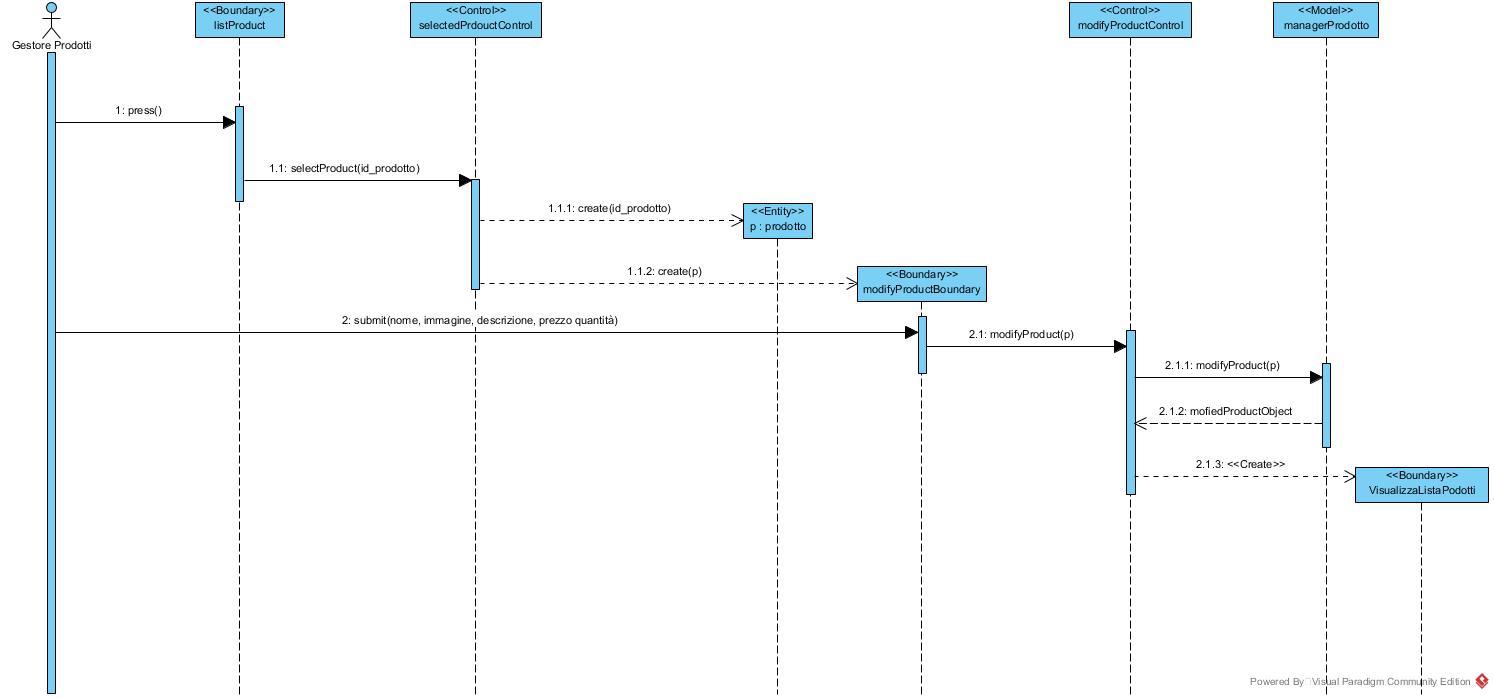 <<Boundary>>
listProduct
<<Control>>
selectedPrdouctControl
<<Control>>
modifyProductControl
<<Model>>
managerProdotto
Gestore Prodotti
1: press()
1.1: selectProduct(id_prodotto)
1.1.1: create(id_prodotto)
<<Entity>>
p : prodotto
1.1.2: create(p)
<<Boundary>>
modifyProductBoundary
2: submit(nome, immagine, descrizione, prezzo quantità)
2.1: modifyProduct(p)
2.1.1: modifyProduct(p)
2.1.2: mofiedProductObject
2.1.3: <<Create>>
<<Boundary>>
VisualizzaListaPodotti
Powered By Visual Paradigm Community Edition